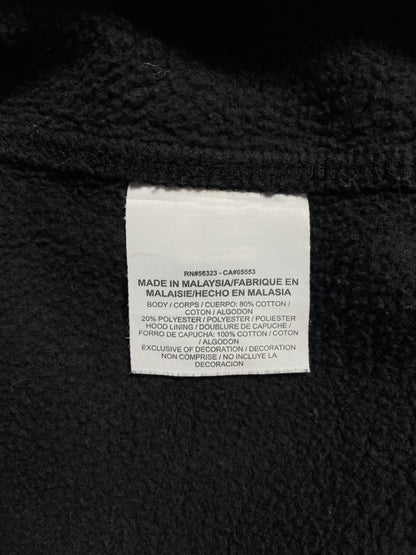 RN#56323 - CA#05553
MADE IN MALAYSIA/FABRIQUE EN
MALAISIE/HECHO EN MALASIA
BODY / CORPS / CUERPO: 80% COTTON /
COTON / ALGODON
20% POLYESTER / POLYESTER / POLIESTER
HOOD LINING / DOUBLURE DE CAPUCHE /
FORRO DE CAPUCHA: 100% COTTON / COTON
/ ALGODON
EXCLUSIVE OF DECORATION / DECORATION
NON COMPRISE / NO INCLUYE LA
DECORACION